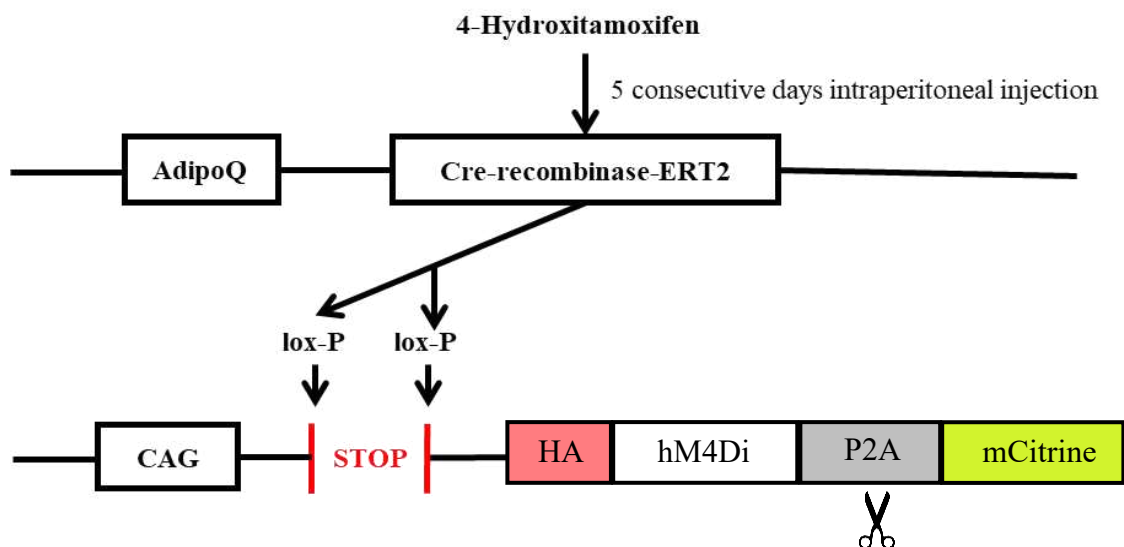 4-Hydroxitamoxifen
5 consecutive days intraperitoneal injection
AdipoQ
Cre-recombinase-ERT2
lox-P
lox-P
CAG
STOP
HA
hM4Di
P2A
mCitrine